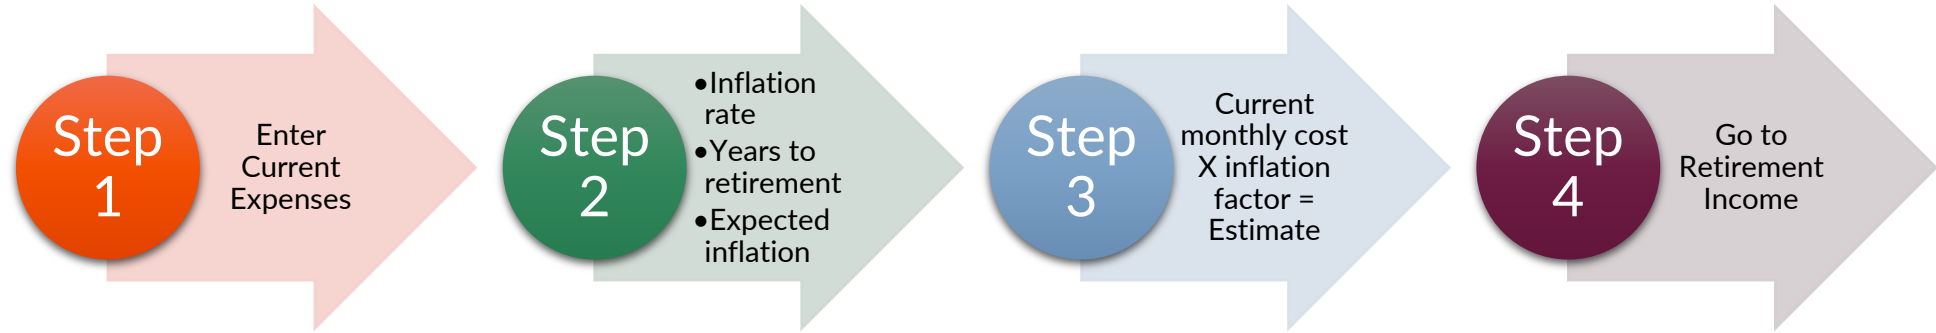 Step
1
Enter
Current
Expenses
Step
2
•Inflation
rate
•Years to
retirement
•Expected
inflation
Step
3
Current
monthly cost
X inflation
factor =
Estimate
Step
4
Go to
Retirement
Income